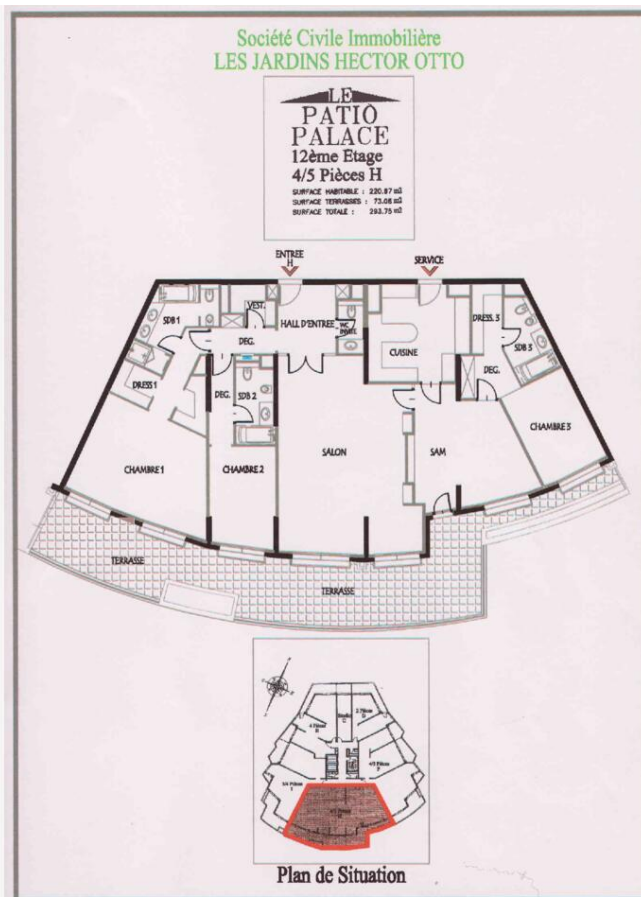 Société Civile Immobilière
LES JARDINS HECTOR OTTO
LE
PATIO
PALACE
12ème Etage
4/5 Pièces H
SURFACE HABITABLE : 220.87 m2
SURFACE TERRASSES : 73.06 m2
SURFACE TOTALE : 293.75 m2
ENTREE
H
SERVICE
SDB 1
VEST.
HALL D'ENTREE
WC
DEG.
CUISINE
DRESS. 3
SDB 3
DEG.
DRESS 1
DEG.
SDB 2
CHAMBRE 1
CHAMBRE 2
SALON
SAM
CHAMBRE 3
TERRASSE
TERRASSE
Plan de Situation